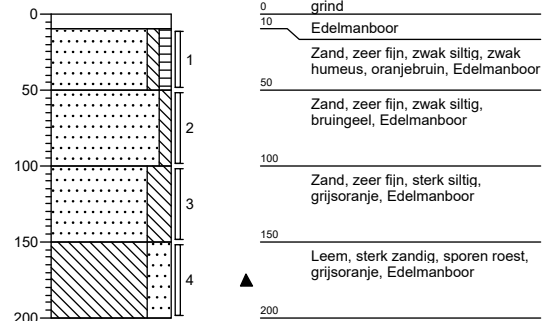 0
50
100
150
200
1
2
3
4
0
grind
10
Edelmanboor
Zand, zeer fijn, zwak siltig, zwak
humeus, oranjebruin, Edelmanboor
50
Zand, zeer fijn, zwak siltig,
bruingeel, Edelmanboor
100
Zand, zeer fijn, sterk siltig,
grijsoranje, Edelmanboor
150
Leem, sterk zandig, sporen roest,
grijsoranje, Edelmanboor
200